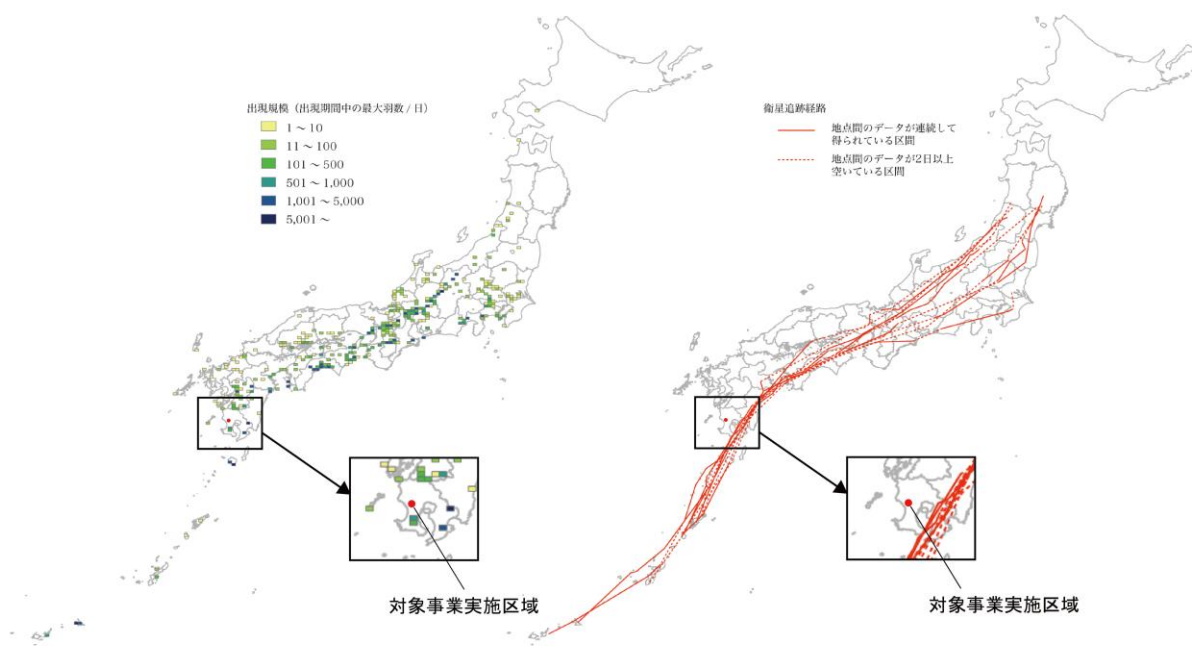 出現規模（出現期間中の最大羽数 / 日）
1 ～ 10
11 ～ 100
101 ～ 500
501 ～ 1,000
1,001 ～ 5,000
5,001 ～
対象事業実施区域
衛星追跡経路
地点間のデータが連続して
得られている区間
地点間のデータが2日以上
空いている区間
対象事業実施区域